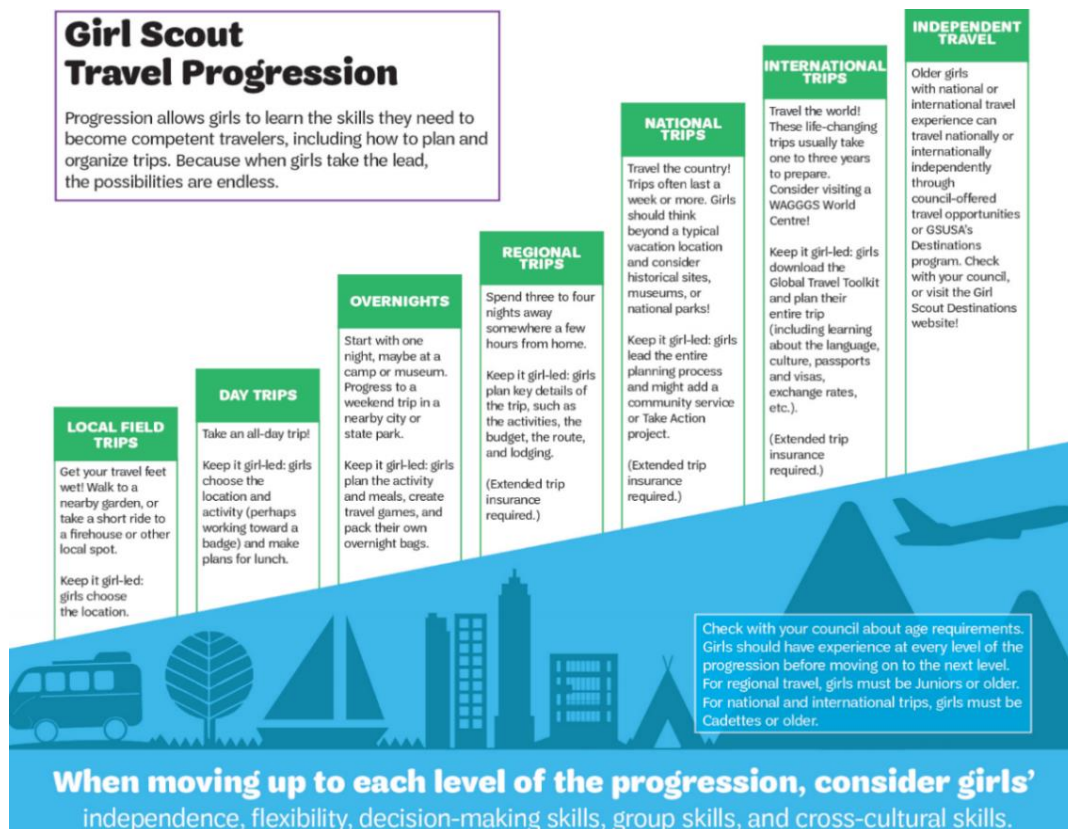 Girl Scout
Travel Progression
Progression allows girls to learn the skills they need to
become competent travelers, including how to plan and
organize trips. Because when girls take the lead,
the possibilities are endless.
LOCAL FIELD
TRIPS
Get your travel feet
wet! Walk to a
nearby garden, or
take a short ride to
a firehouse or other
local spot.
Keep it girl-led:
girls choose
the location.
DAY TRIPS
Take an all-day trip!
Keep it girl-led: girls
choose the
location and
activity (perhaps
working toward a
badge) and make
plans for lunch.
OVERNIGHTS
Start with one
night, maybe at a
camp or museum.
Progress to a
weekend trip in a
nearby city or
state park.
Keep it girl-led: girls
plan the activity
and meals, create
travel games, and
pack their own
overnight bags.
REGIONAL
TRIPS
Spend three to four
nights away
somewhere a few
hours from home.
Keep it girl-led: girls
plan key details of
the trip, such as
the activities, the
budget, the route,
and lodging.
(Extended trip
insurance
required.)
NATIONAL
TRIPS
Travel the country!
Trips often last a
week or more. Girls
should think
beyond a typical
vacation location
and consider
historical sites,
museums, or
national parks!
Keep it girl-led: girls
lead the entire
planning process
and might add a
community service
or Take Action
project.
(Extended trip
insurance
required.)
INTERNATIONAL
TRIPS
Travel the world!
These life-changing
trips usually take
one to three years
to prepare.
Consider visiting a
WAGGGS World
Centre!
Keep it girl-led: girls
download the
Global Travel Toolkit
and plan their
entire trip
(including learning
about the language,
culture, passports
and visas,
exchange rates,
etc.).
(Extended trip
insurance
required.)
INDEPENDENT
TRAVEL
Older girls
with national or
international travel
experience can
travel nationally or
internationally
independently
through
council-offered
travel opportunities
or GSUSA's
Destinations
program. Check
with your council,
or visit the Girl
Scout Destinations
website!
Check with your council about age requirements.
Girls should have experience at every level of the
progression before moving on to the next level.
For regional travel, girls must be Juniors or older.
For national and international trips, girls must be
Cadettes or older.
When moving up to each level of the progression, consider girls'
independence, flexibility, decision-making skills, group skills, and cross-cultural skills.